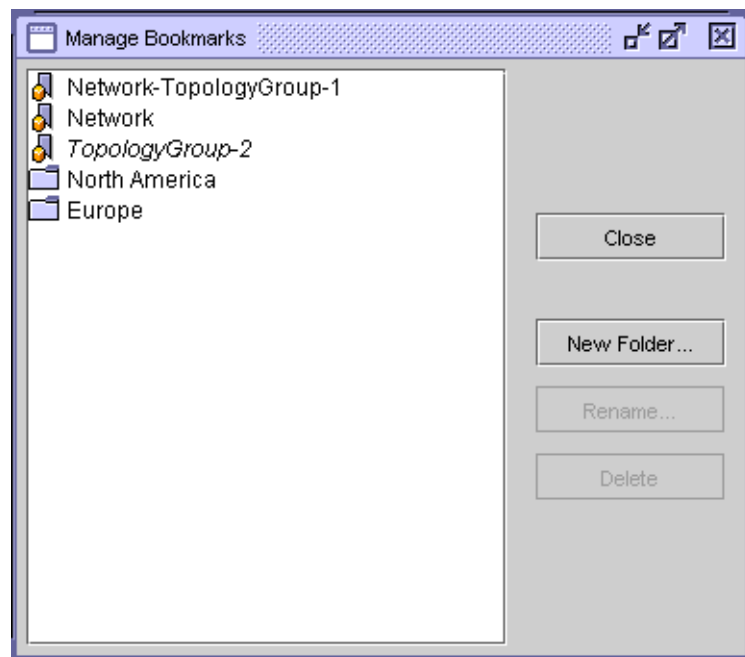 Manage Bookmarks
Network-TopologyGroup-1
Network
TopologyGroup-2
North America
Europe
Close
New Folder...
Rename...
Delete